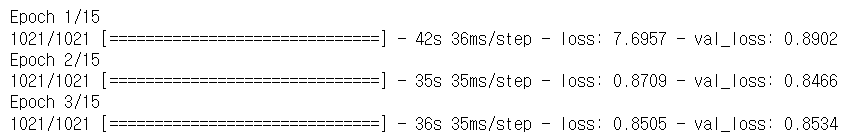 Epoch 1/15
1021/1021 [==============================] - 42s 36ms/step - loss: 7.6957 - val_loss: 0.8902
Epoch 2/15
1021/1021 [==============================] - 35s 35ms/step - loss: 0.8709 - val_loss: 0.8466
Epoch 3/15
1021/1021 [==============================] - 36s 35ms/step - loss: 0.8505 - val_loss: 0.8534